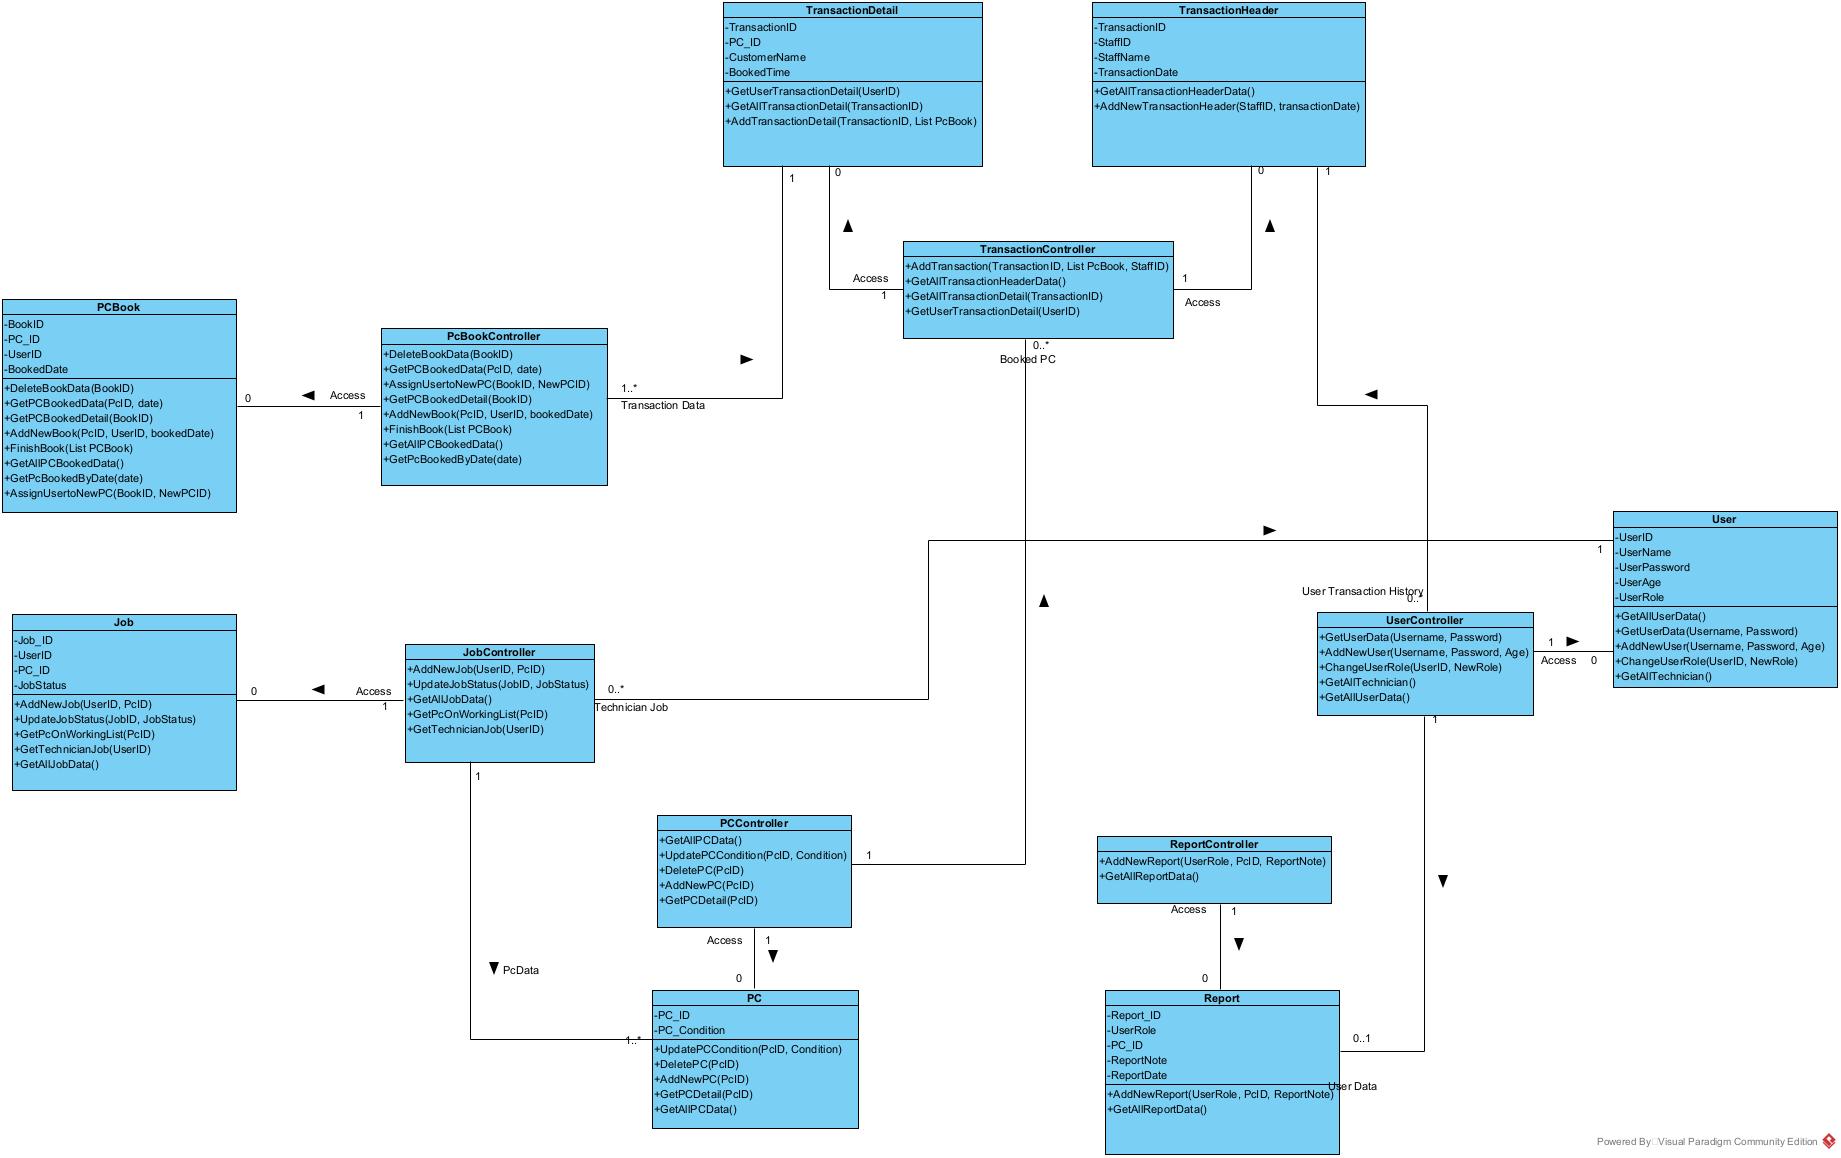 TransactionDetail
-TransactionID
-PC_ID
-CustomerName
-BookedTime
+GetUserTransactionDetail(UserID)
+GetAllTransactionDetail(TransactionID)
+AddTransactionDetail(TransactionID, List PcBook)
1
0
TransactionHeader
-TransactionID
-StaffID
-StaffName
-TransactionDate
+GetAllTransactionHeaderData()
+AddNewTransactionHeader(StaffID, transactionDate)
0
1
TransactionController
+AddTransaction(TransactionID, List PcBook, StaffID)
+GetAllTransactionHeaderData()
+GetAllTransactionDetail(TransactionID)
+GetUserTransactionDetail(UserID)
Access
1
1
Access
0..*
Booked PC
PCBook
-BookID
-PC_ID
-UserID
-BookedDate
+DeleteBookData(BookID)
+GetPCBookedData(PcID, date)
+GetPCBookedDetail(BookID)
+AddNewBook(PcID, UserID, bookedDate)
+FinishBook(List PCBook)
+GetAllPCBookedData()
+GetPcBookedByDate(date)
+AssignUsertoNewPC(BookID, NewPCID)
0
Access
1
PcBookController
+DeleteBookData(BookID)
+GetPCBookedData(PcID, date)
+AssignUsertoNewPC(BookID, NewPCID)
+GetPCBookedDetail(BookID)
+AddNewBook(PcID, UserID, bookedDate)
+FinishBook(List PCBook)
+GetAllPCBookedData()
+GetPcBookedByDate(date)
1..*
Transaction Data
User
-UserID
-UserName
-UserPassword
-UserAge
-UserRole
+GetAllUserData()
+GetUserData(Username, Password)
+AddNewUser(Username, Password, Age)
+ChangeUserRole(UserID, NewRole)
+GetAllTechnician()
1
User Transaction History
0..*
UserController
+GetUserData(Username, Password)
+AddNewUser(Username, Password, Age)
+ChangeUserRole(UserID, NewRole)
+GetAllTechnician()
+GetAllUserData()
1
Access
0
1
Job
-Job_ID
-UserID
-PC_ID
-JobStatus
+AddNewJob(UserID, PcID)
+UpdateJobStatus(JobID, JobStatus)
+GetPcOnWorkingList(PcID)
+GetTechnicianJob(UserID)
+GetAllJobData()
0
Access
1
JobController
+AddNewJob(UserID, PcID)
+UpdateJobStatus(JobID, JobStatus)
+GetAllJobData()
+GetPcOnWorkingList(PcID)
+GetTechnicianJob(UserID)
0..*
Technician Job
1
PcData
1..*
PCController
+GetAllPCData()
+UpdatePCCondition(PcID, Condition)
+DeletePC(PcID)
+AddNewPC(PcID)
+GetPCDetail(PcID)
1
Access
1
0
PC
-PC_ID
-PC_Condition
+UpdatePCCondition(PcID, Condition)
+DeletePC(PcID)
+AddNewPC(PcID)
+GetPCDetail(PcID)
+GetAllPCData()
ReportController
+AddNewReport(UserRole, PcID, ReportNote)
+GetAllReportData()
Access
1
0
Report
-Report_ID
-UserRole
-PC_ID
-ReportNote
-ReportDate
+AddNewReport(UserRole, PcID, ReportNote)
+GetAllReportData()
0..1
User Data
Powered By Visual Paradigm Community Edition